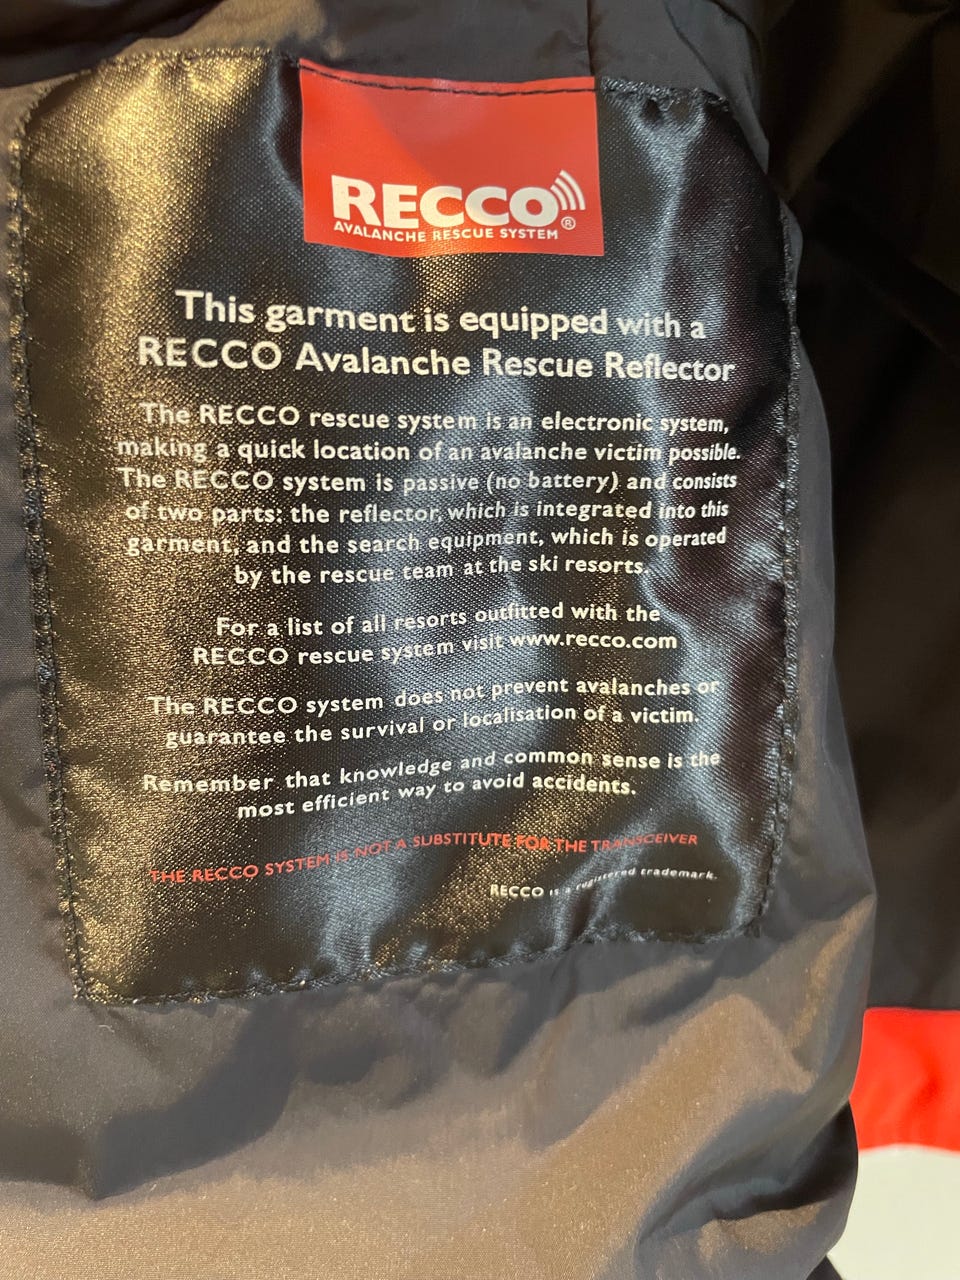 RECCO®
AVALANCHE RESCUE SYSTEM
This garment is equipped with a
RECCO Avalanche Rescue Reflector
The RECCO rescue system is an electronic system,
making a quick location of an avalanche victim possible.
The RECCO system is passive (no battery) and consists
of two parts: the reflector, which is integrated into this
garment, and the search equipment, which is operated
by the rescue team at the ski resorts.
For a list of all resorts outfitted with the
RECCO rescue system visit www.recco.com
The RECCO system does not prevent avalanches or
guarantee the survival or localisation of a victim.
Remember that knowledge and common sense is the
most efficient way to avoid accidents.
THE RECCO SYSTEM IS NOT A SUBSTITUTE FOR THE TRANSCEIVER
RECCO is a registered trademark.